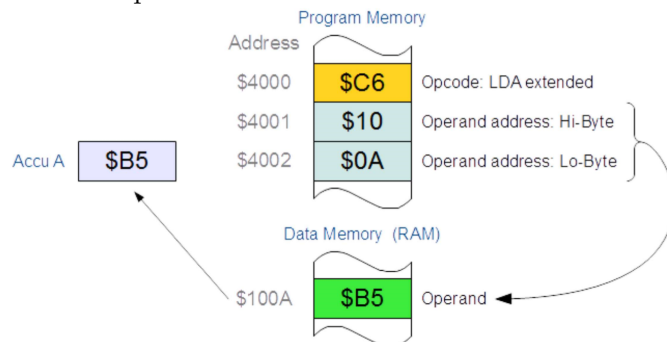 Program Memory
Address
$4000 $C6 Opcode: LDA extended
$4001 $10 Operand address: Hi-Byte
Accu A $B5 $4002 $0A Operand address: Lo-Byte
Data Memory (RAM)
$100A $B5 Operand